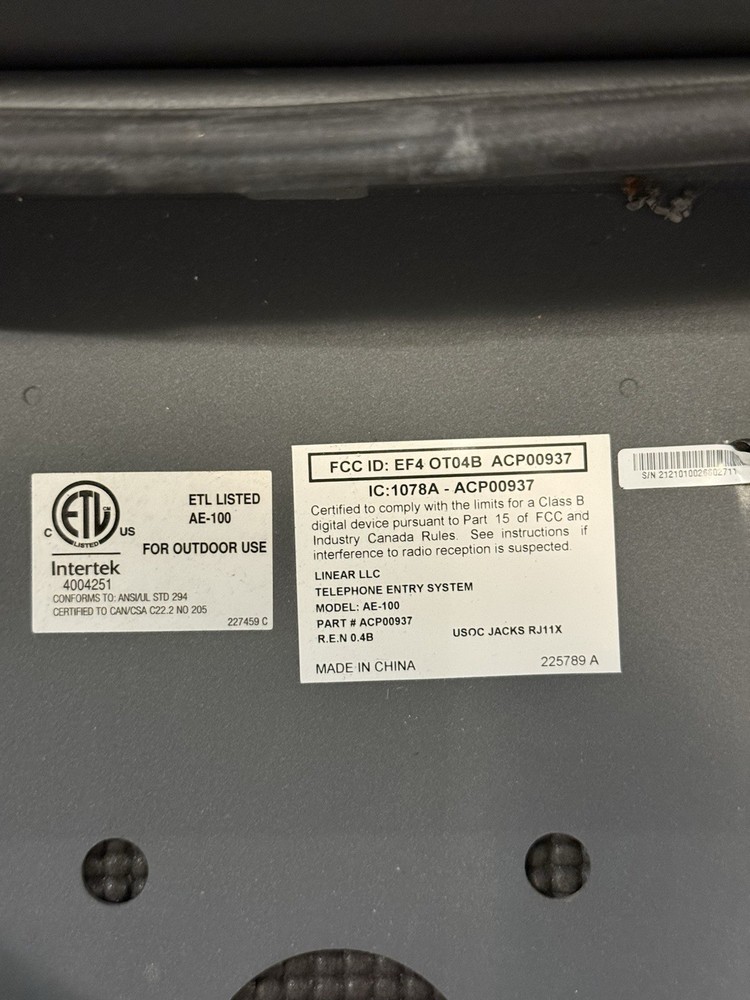 ETL
CM
C
US
LISTED
Intertek
4004251
ETL LISTED
AE-100
FOR OUTDOOR USE
CONFORMS TO: ANSI/UL STD 294
CERTIFIED TO CAN/CSA C22.2 NO 205
227459 C
FCC ID: EF4 OT04B ACP00937
IC:1078A - ACP00937
Certified to comply with the limits for a Class B
digital device pursuant to Part 15 of FCC and
Industry Canada Rules. See instructions if
interference to radio reception is suspected.
LINEAR LLC
TELEPHONE ENTRY SYSTEM
MODEL: AE-100
PART # ACP00937
R.E.N 0.4B
USOC JACKS RJ11X
MADE IN CHINA
225789 A
S/N